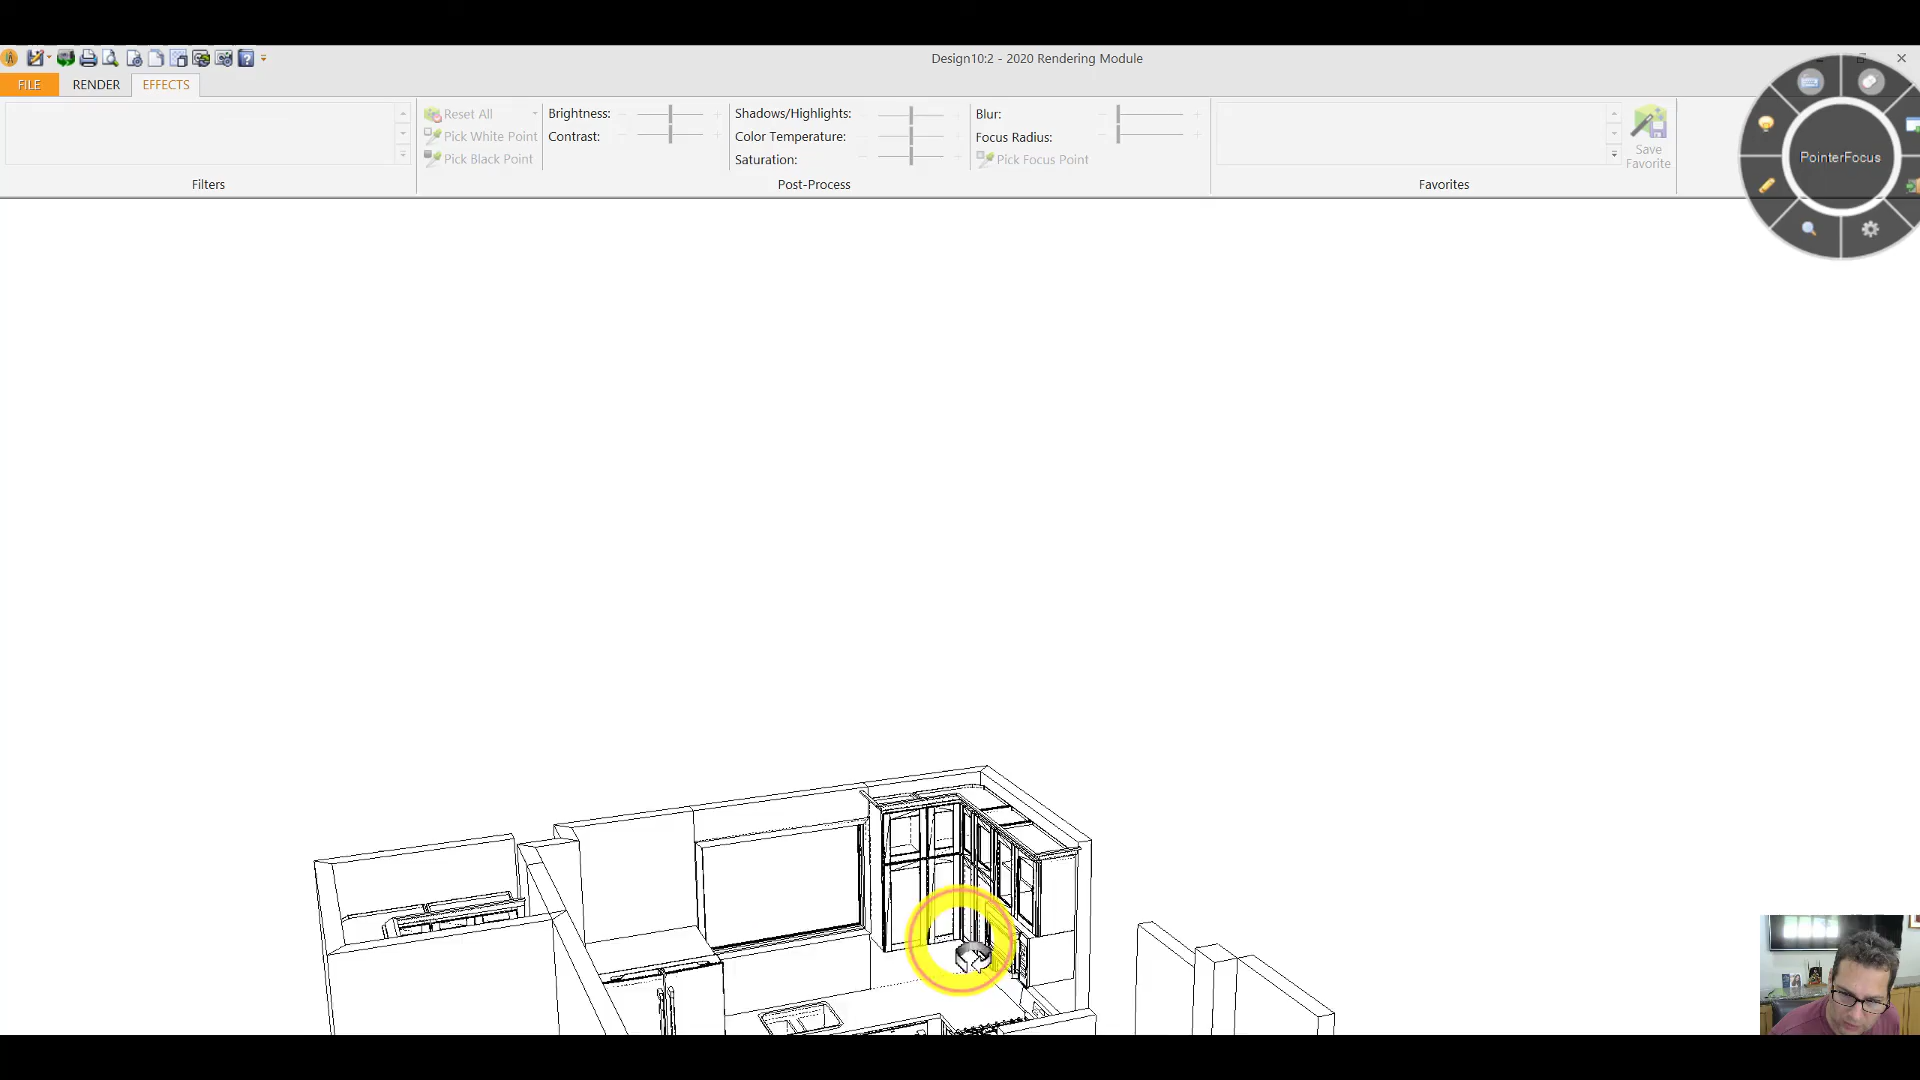 Design10:2 - 2020 Rendering Module
FILE
RENDER
EFFECTS
Reset All
Pick White Point
Pick Black Point
Brightness:
Contrast:
Shadows/Highlights:
Color Temperature:
Saturation:
Blur:
Focus Radius:
Pick Focus Point
Save
Favorite
Filters
Post-Process
Favorites
PointerFocus